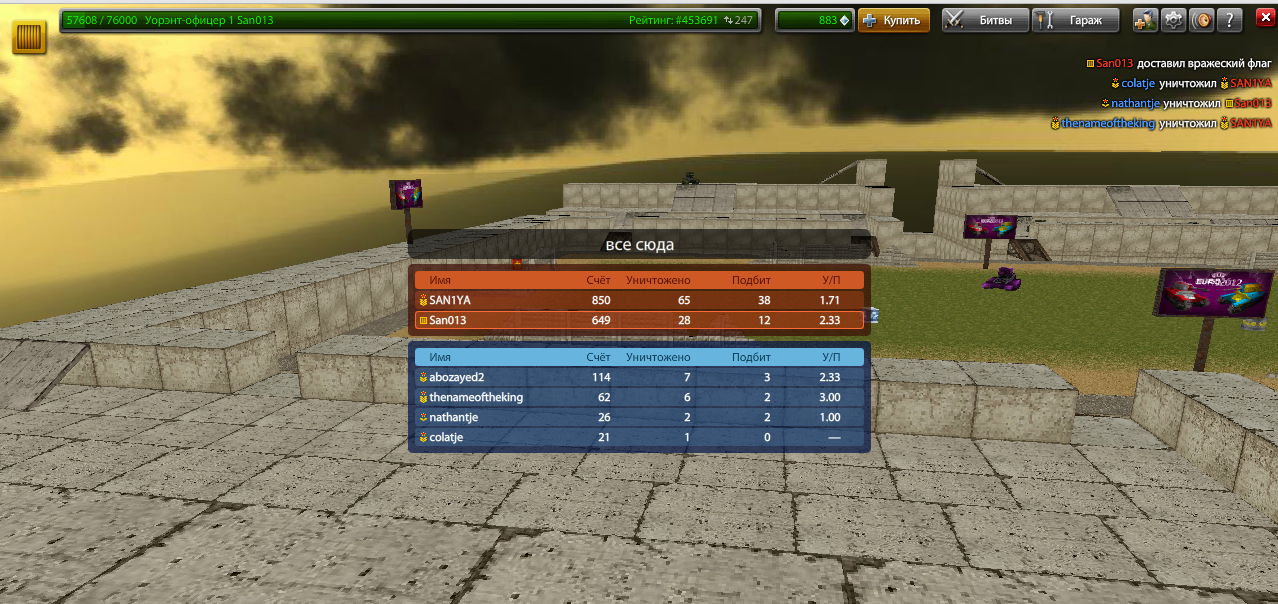 57608 / 76000 Уорэнт-офицер 1 San013 Рейтинг: #453691 247 883 Купить Битвы Гараж ?
San013 доставил вражеский флаг
colatje уничтожил SAN1YA
nathantje уничтожил San013
thenameoftheking уничтожил SAN1YA
все сюда
Имя Счёт Уничтожено Подбит У/П
SAN1YA 850 65 38 1.71
San013 649 28 12 2.33
Имя Счёт Уничтожено Подбит У/П
abozayed2 114 7 3 2.33
thenameoftheking 62 6 2 3.00
nathantje 26 2 2 1.00
colatje 21 1 0 —
EURO2012